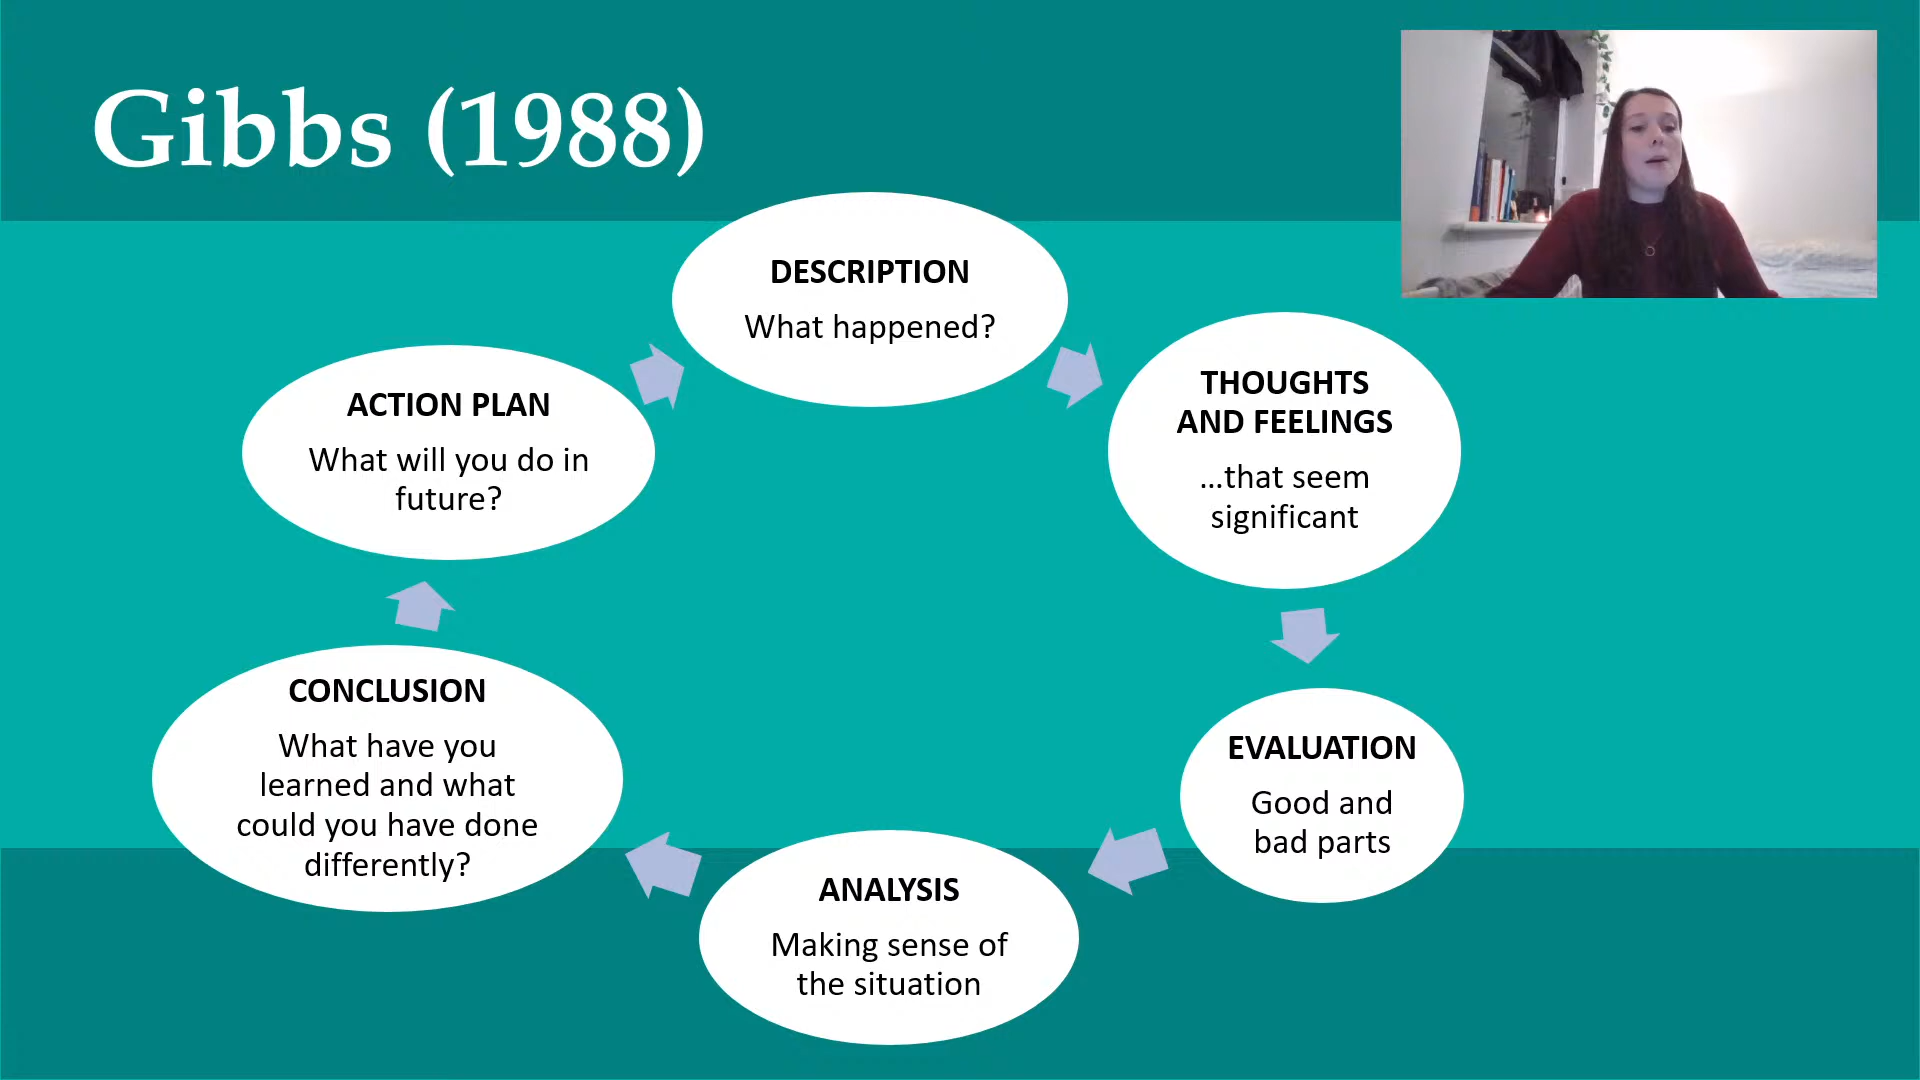 Gibbs (1988)
DESCRIPTION
What happened?
THOUGHTS
AND FEELINGS
...that seem
significant
EVALUATION
Good and
bad parts
ANALYSIS
Making sense of
the situation
CONCLUSION
What have you
learned and what
could you have done
differently?
ACTION PLAN
What will you do in
future?